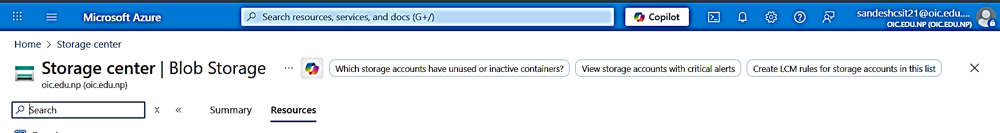 Microsoft Azure
Search resources, services, and docs (G+/)
Copilot
sandeshcsit21@oic.edu....
OIC.EDU.NP (OIC.EDU.NP)
Home > Storage center
Storage center | Blob Storage
...
Which storage accounts have unused or inactive containers?
View storage accounts with critical alerts
Create LCM rules for storage accounts in this list
oic.edu.np (oic.edu.np)
Search
Summary
Resources